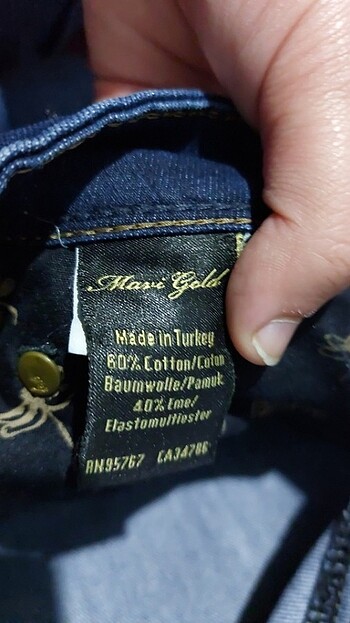 Mavi Gold
Made in Turkey
60% Cotton/Coton
Baumwolle/Pamuk
40% Eme/
Elastomultiester
RN95767 CA34786